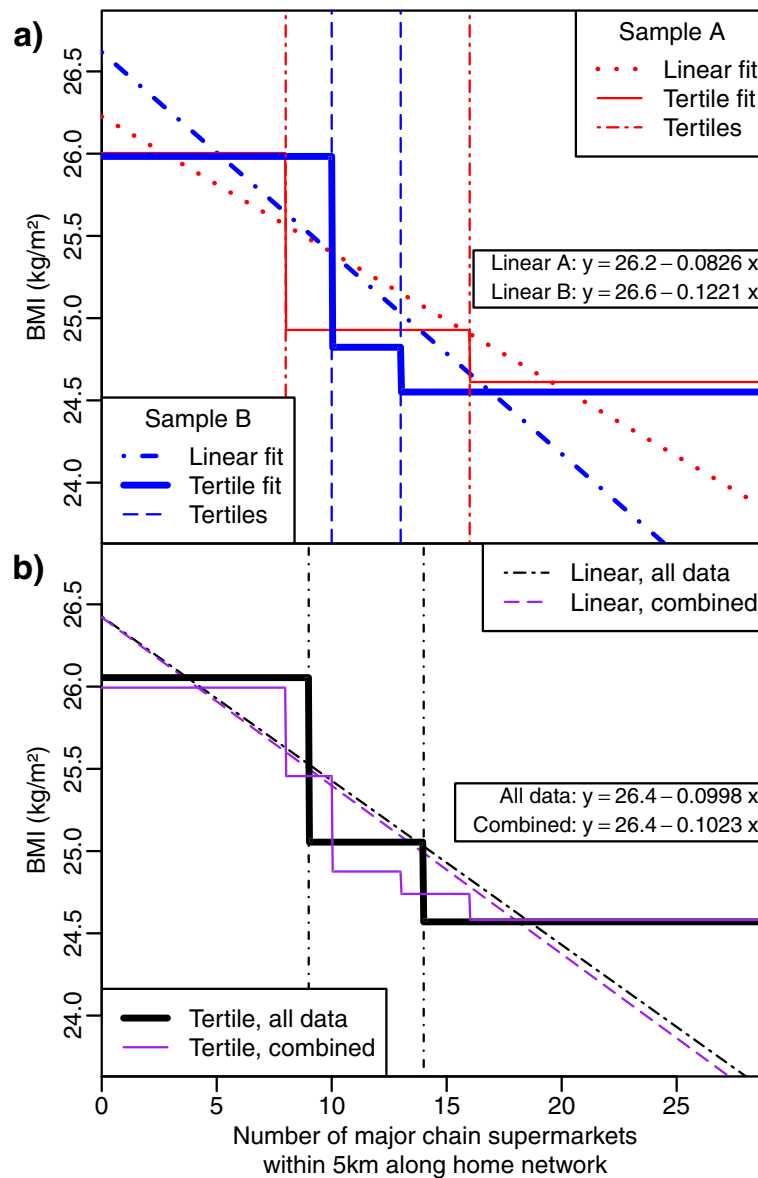 a)
Sample A
Linear fit
Tertile fit
Tertiles
26.5
26.0
25.5
25.0
24.5
24.0
BMI (kg/m²)
Linear A: y = 26.2 − 0.0826 x
Linear B: y = 26.6 − 0.1221 x
Sample B
Linear fit
Tertile fit
Tertiles
b)
Linear, all data
Linear, combined
26.5
26.0
25.5
25.0
24.5
24.0
BMI (kg/m²)
All data: y = 26.4 − 0.0998 x
Combined: y = 26.4 − 0.1023 x
Tertile, all data
Tertile, combined
0 5 10 15 20 25
Number of major chain supermarkets
within 5km along home network